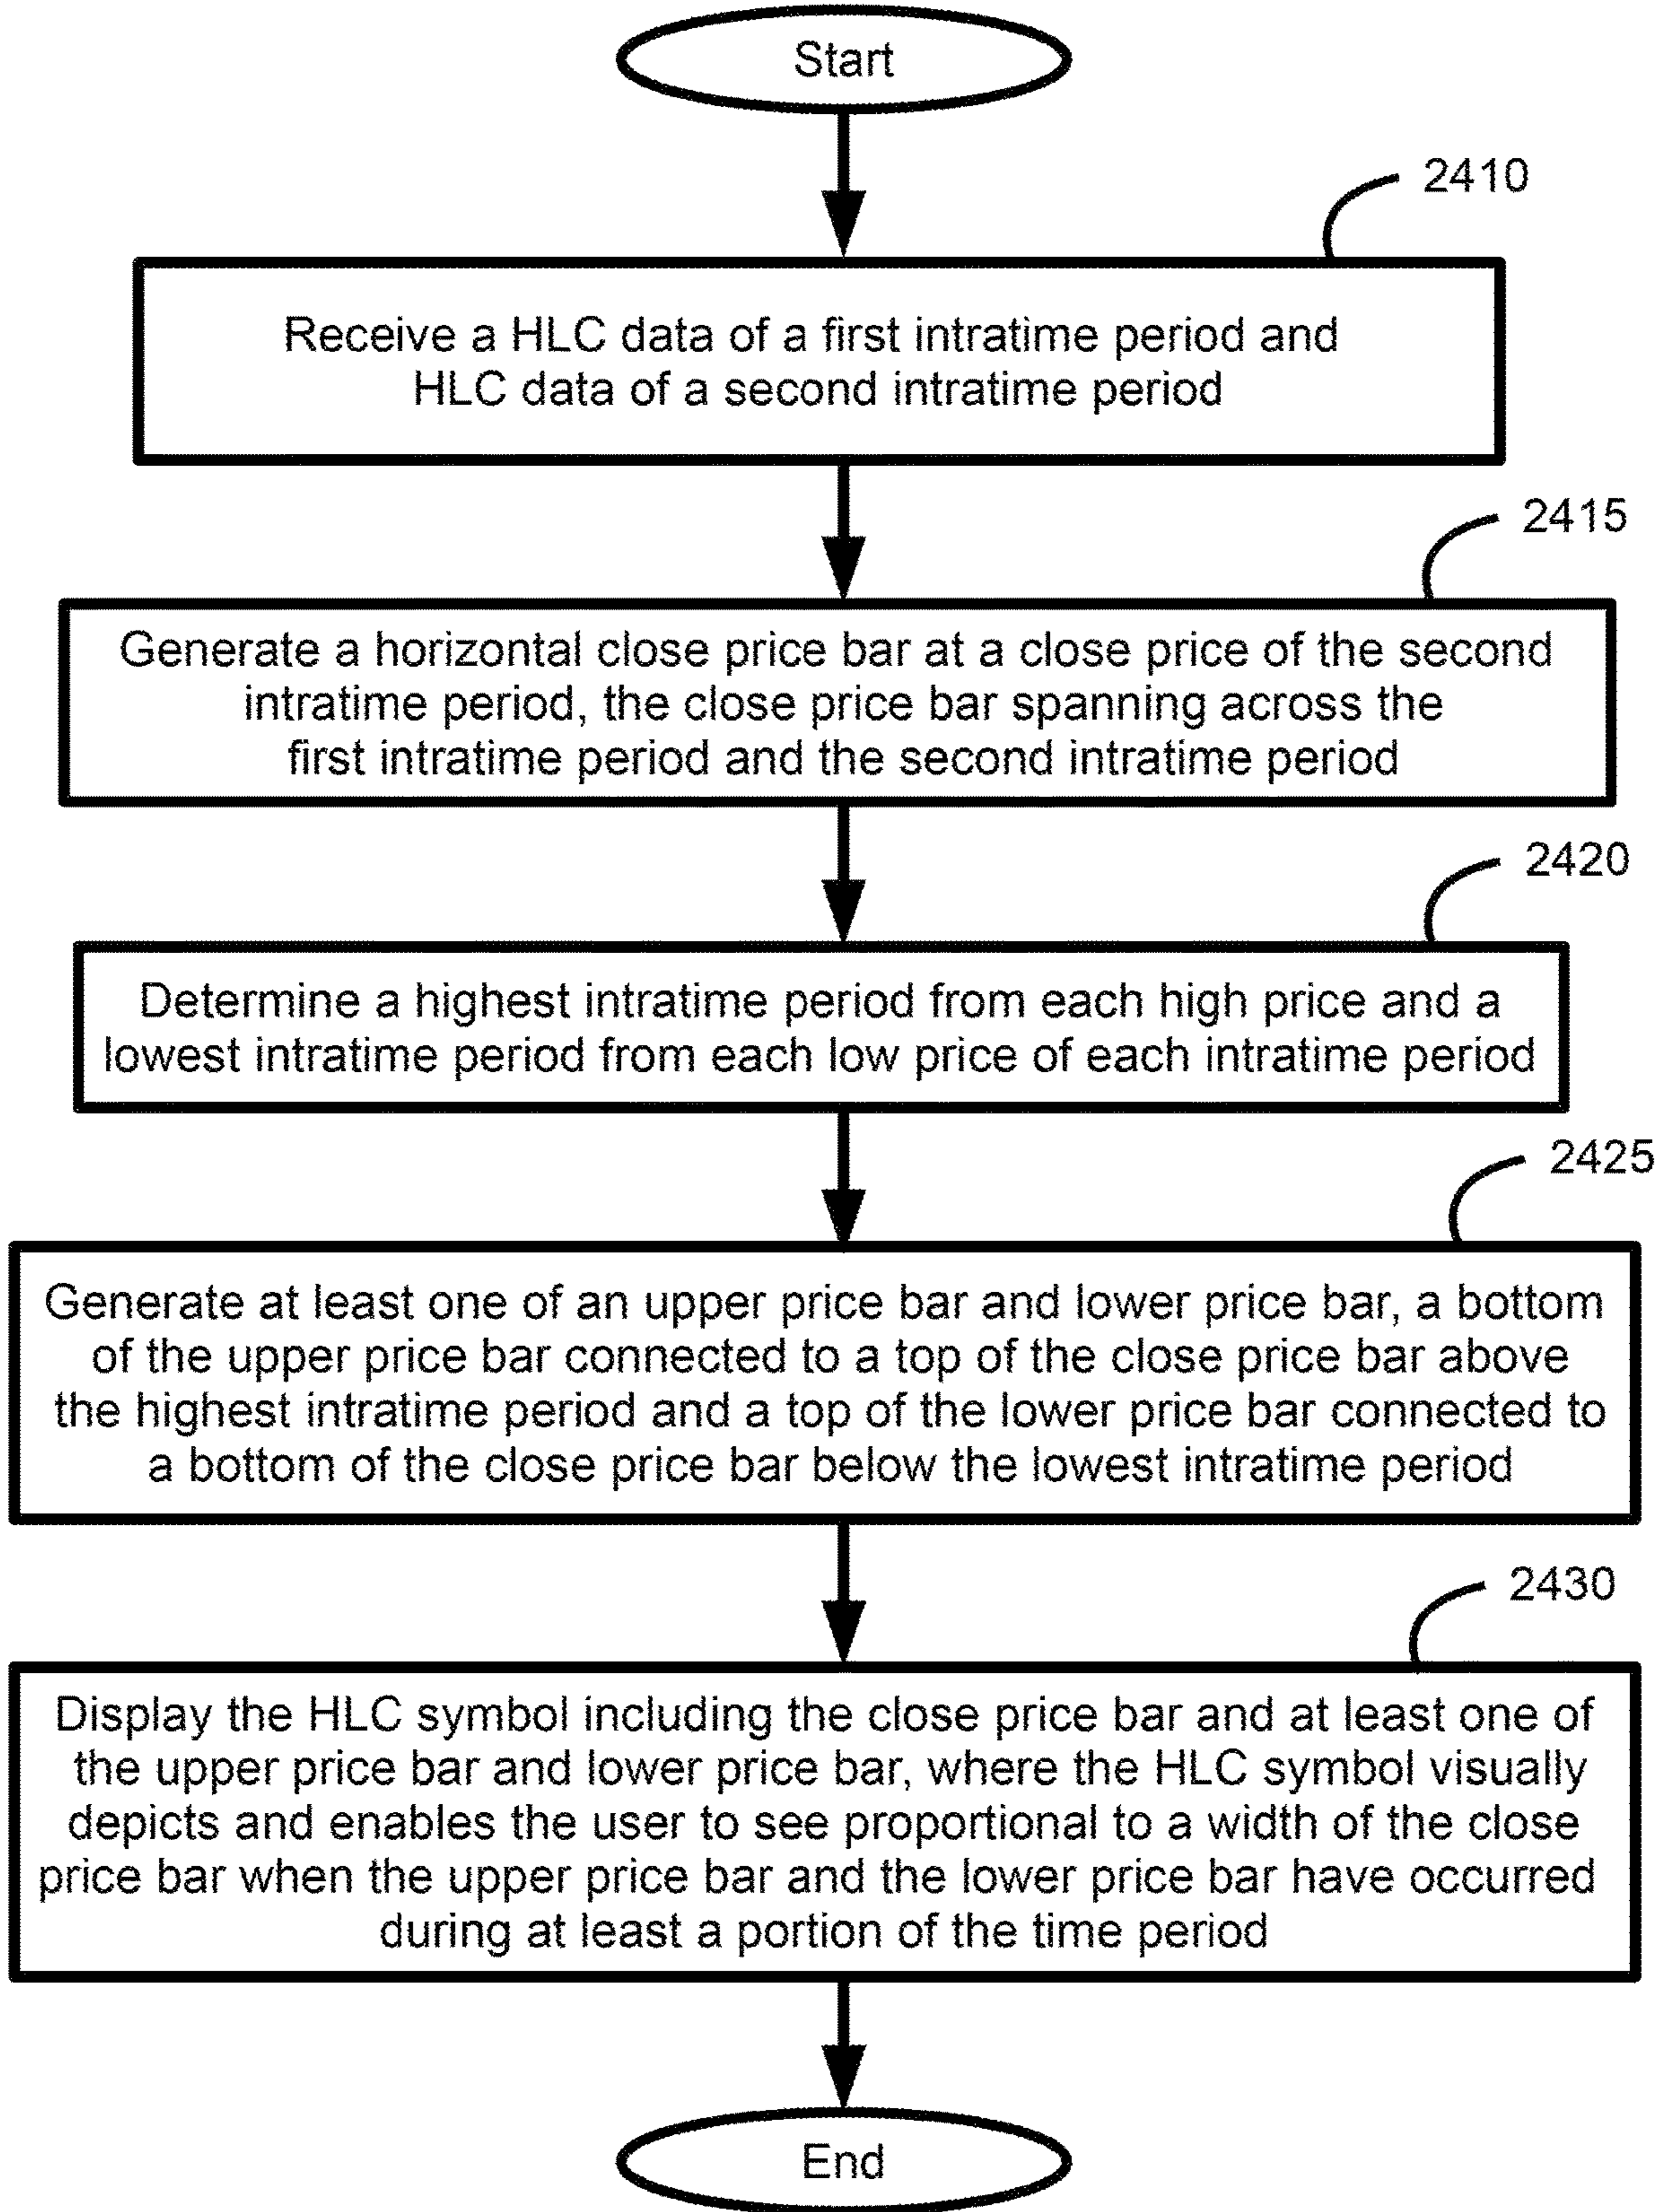 Start
2410
Receive a HLC data of a first intratime period and
HLC data of a second intratime period
2415
Generate a horizontal close price bar at a close price of the second
intratime period, the close price bar spanning across the
first intratime period and the second intratime period
2420
Determine a highest intratime period from each high price and a
lowest intratime period from each low price of each intratime period
2425
Generate at least one of an upper price bar and lower price bar, a bottom
of the upper price bar connected to a top of the close price bar above
the highest intratime period and a top of the lower price bar connected to
a bottom of the close price bar below the lowest intratime period
2430
Display the HLC symbol including the close price bar and at least one of
the upper price bar and lower price bar, where the HLC symbol visually
depicts and enables the user to see proportional to a width of the close
price bar when the upper price bar and the lower price bar have occurred
during at least a portion of the time period
End